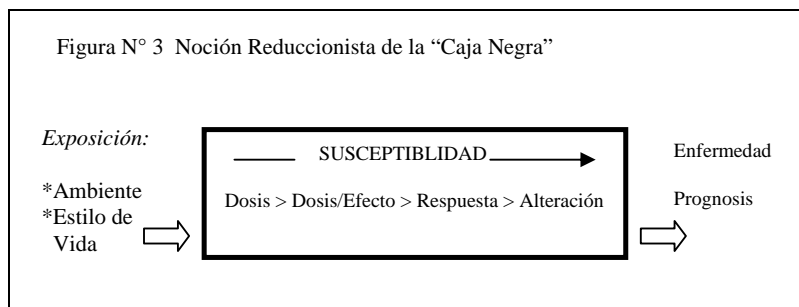 Figura N° 3 Noción Reduccionista de la “Caja Negra”
Exposición:
*Ambiente
*Estilo de
Vida
SUSCEPTIBLIDAD
Dosis > Dosis/Efecto > Respuesta > Alteración
Enfermedad
Prognosis